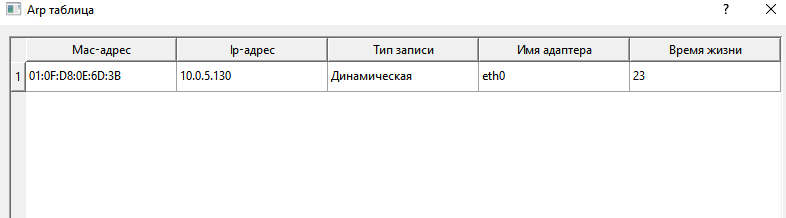 Arp таблица
?
Mac-адрес Ip-адрес Тип записи Имя адаптера Время жизни
1 01:0F:D8:0E:6D:3B 10.0.5.130 Динамическая eth0 23